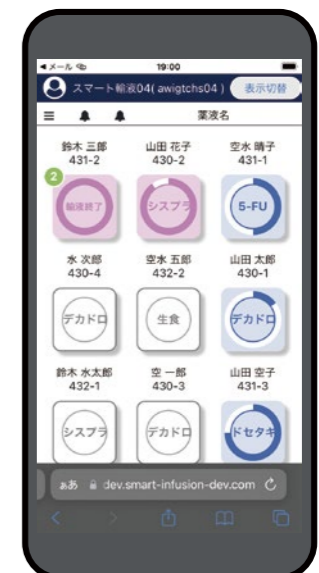 メール
19:00
スマート輸液04( awigtchs04 )
表示切替
薬液名
鈴木 三郎
431-2
山田 花子
430-2
空水 晴子
431-1
2
輸液終了
シスプラ
5-FU
水 次郎
430-4
空水 五郎
432-2
山田 太郎
430-1
デカドロ
生食
デカドロ
鈴木 水太郎
432-1
空 一郎
430-3
山田 空子
431-3
シスプラ
デカドロ
ドセタキ
ぁあ
dev.smart-infusion-dev.com